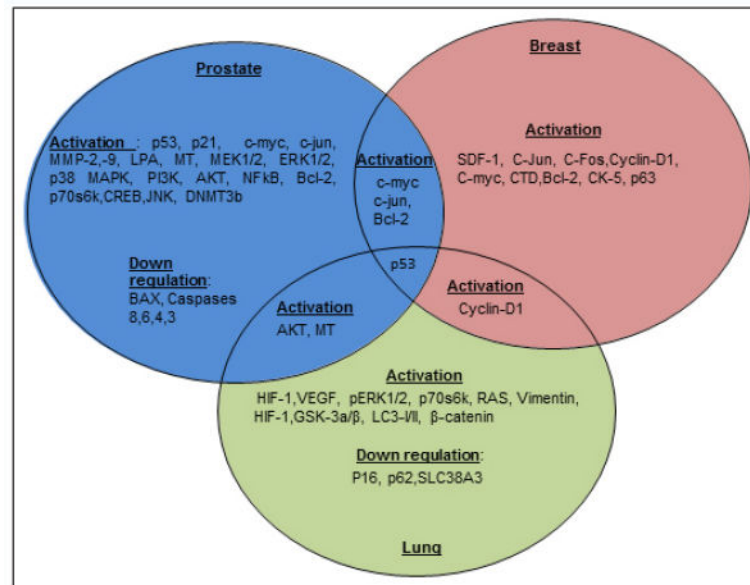 Prostate
Activation : p53, p21, c-myc, c-jun,
MMP-2,-9, LPA, MT, MEK1/2, ERK1/2,
p38 MAPK, PI3K, AKT, NFkB, Bcl-2,
p70s6k,CREB,JNK, DNMT3b
Down
regulation:
BAX, Caspases
8,6,4,3
Activation
c-myc
c-jun,
Bcl-2
Breast
Activation
SDF-1, C-Jun, C-Fos,Cyclin-D1,
C-myc, CTD,Bcl-2, CK-5, p63
p53
Activation
AKT, MT
Activation
Cyclin-D1
Activation
HIF-1,VEGF, pERK1/2, p70s6k, RAS, Vimentin,
HIF-1,GSK-3a/β, LC3-I/II, β-catenin
Down regulation:
P16, p62,SLC38A3
Lung